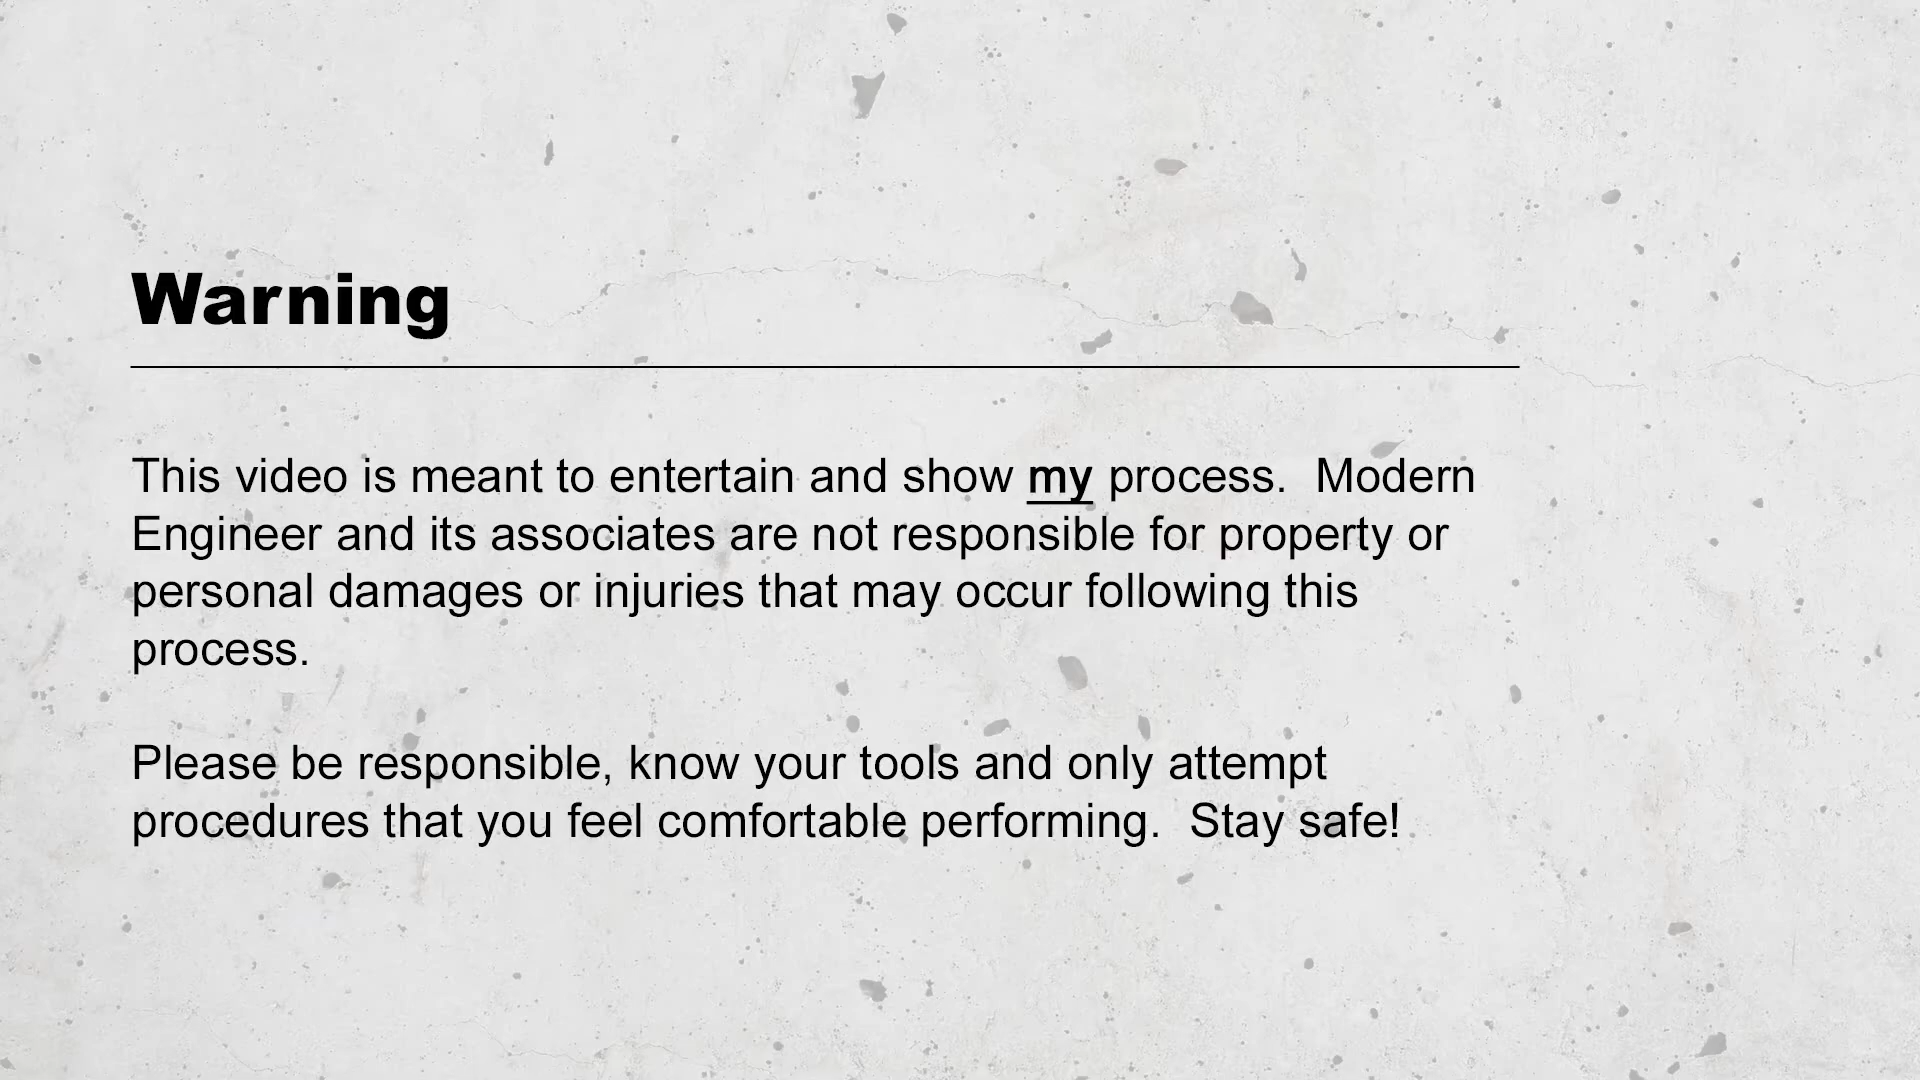 Warning
This video is meant to entertain and show my process.  Modern
Engineer and its associates are not responsible for property or
personal damages or injuries that may occur following this
process.
Please be responsible, know your tools and only attempt
procedures that you feel comfortable performing.  Stay safe!